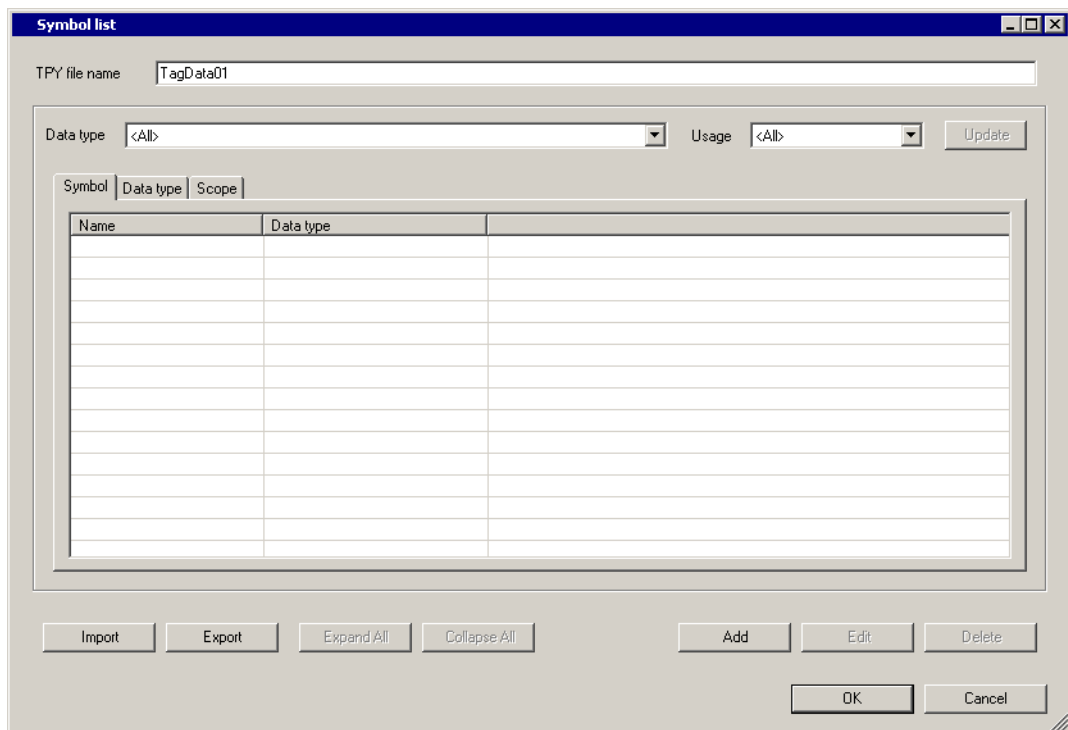 Symbol list
TPY file name TagData01
Data type <All> Usage <All> Update
Symbol Data type Scope
Name Data type
Import Export Expand All Collapse All Add Edit Delete
OK Cancel